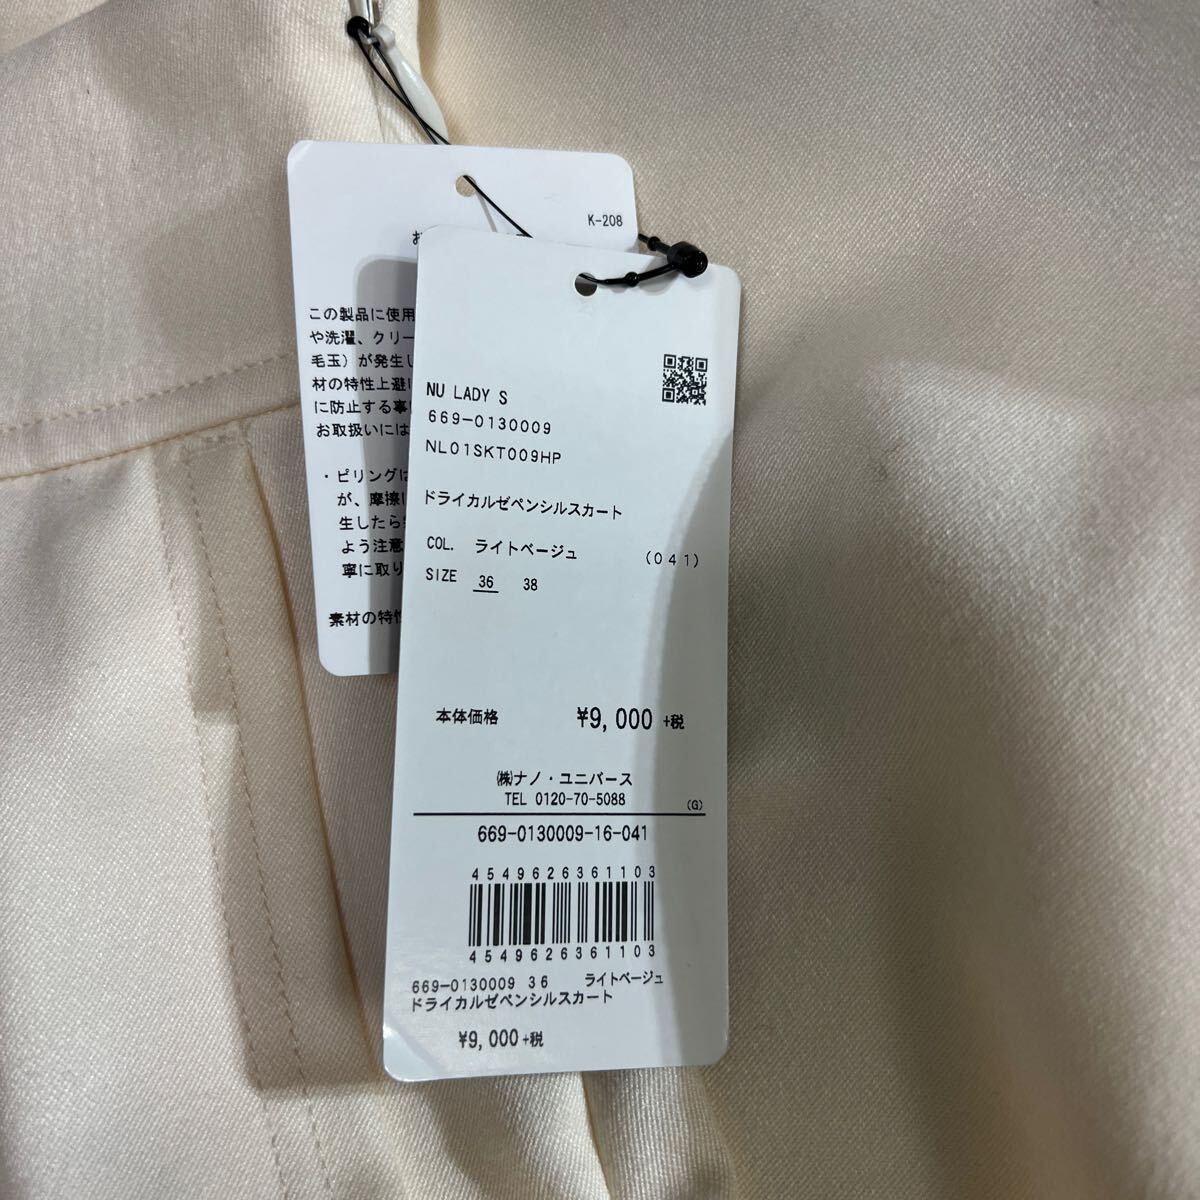 K-208
お
この製品に使用
や洗濯、クリー
毛玉）が発生し
材の特性上避け
に防止する事
お取扱いには
・ピリングは
が、摩擦
生したら
よう注意
寧に取り
素材の特性
NU LADY S
669-0130009
NL01SKT009HP
ドライカルゼペンシルスカート
COL. ライトベージュ (041)
SIZE 36 38
本体価格 ¥9,000 +税
㈱ナノ・ユニバース
TEL 0120-70-5088
(G)
669-0130009-16-041
4549626361103
4549626361103
669-0130009 36 ライトベージュ
ドライカルゼペンシルスカート
¥9,000 +税